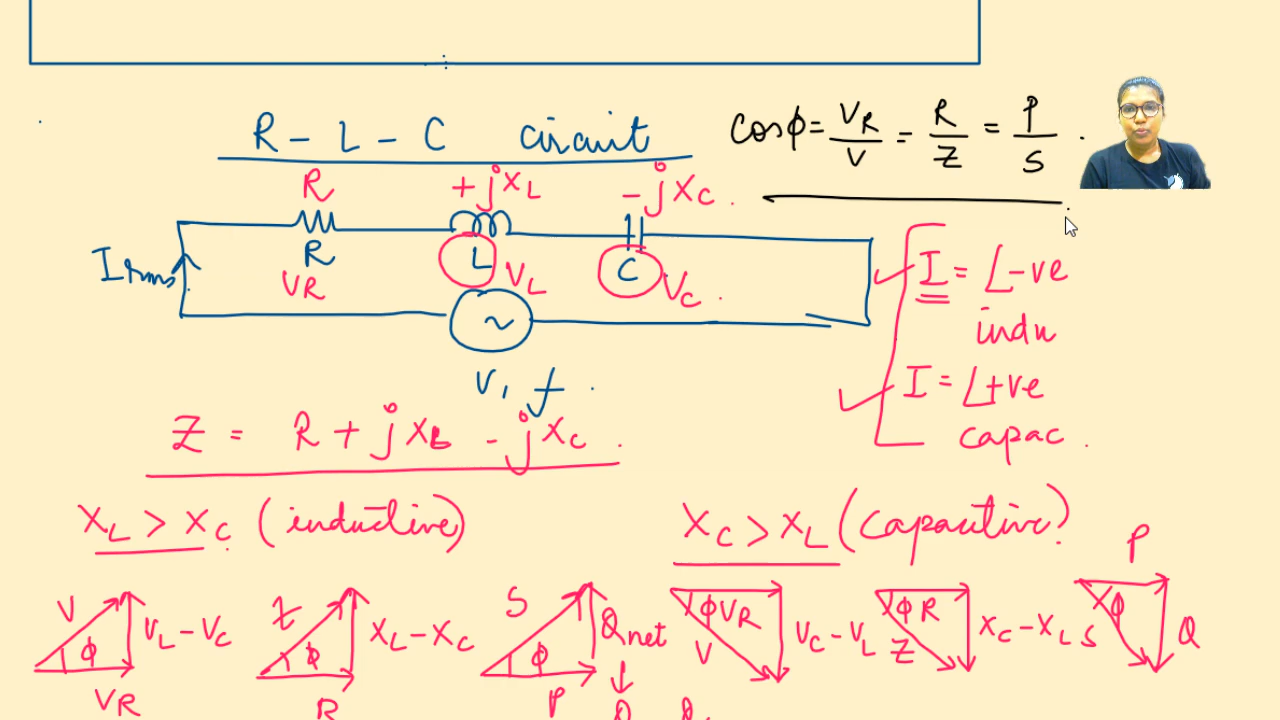 R - L - C circuit
cosϕ = VR/V = R/Z = P/S .
R +jXL -jXC .
R L C
Irms VR VL VC .
V, f .
I = ∠-ve
indu
I = ∠+ve
capac .
Z = R + jXL - jXC .
XL > XC (inductive)
XC > XL (capacitive)
V ϕ VL-VC VR
Z ϕ XL-XC R
S ϕ Qnet P
ϕ VR V VC-VL
ϕ R Z XC-XL
P ϕ S Q